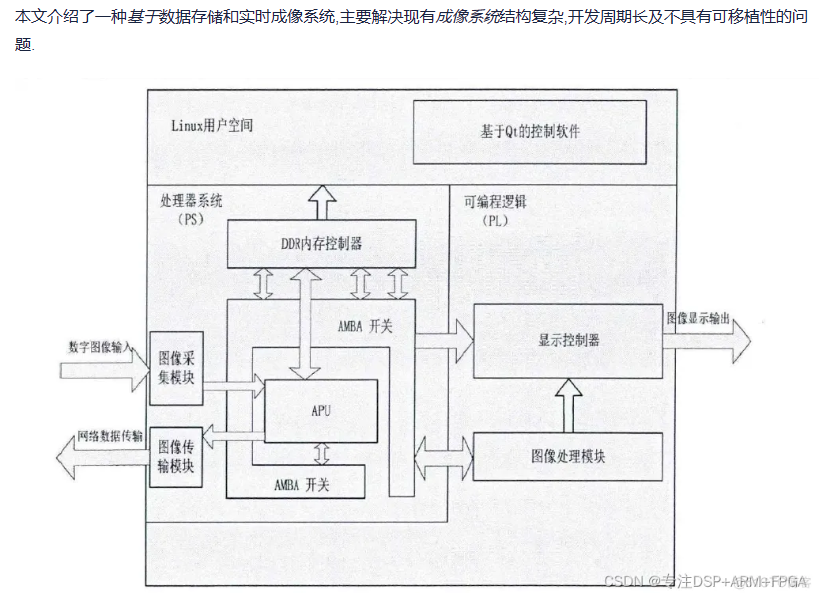 本文介绍了一种基于数据存储和实时成像系统,主要解决现有成像系统结构复杂,开发周期长及不具有可移植性的问
题.
Linux用户空间
基于Qt的控制软件
处理器系统
(PS)
可编程逻辑
(PL)
DDR内存控制器
AMBA 开关
显示控制器
图像显示输出
数字图像输入
图像采
集模块
APU
网络数据传输
图像传
输模块
AMBA 开关
图像处理模块
CSDN @专注DSP+ARM+FPGA